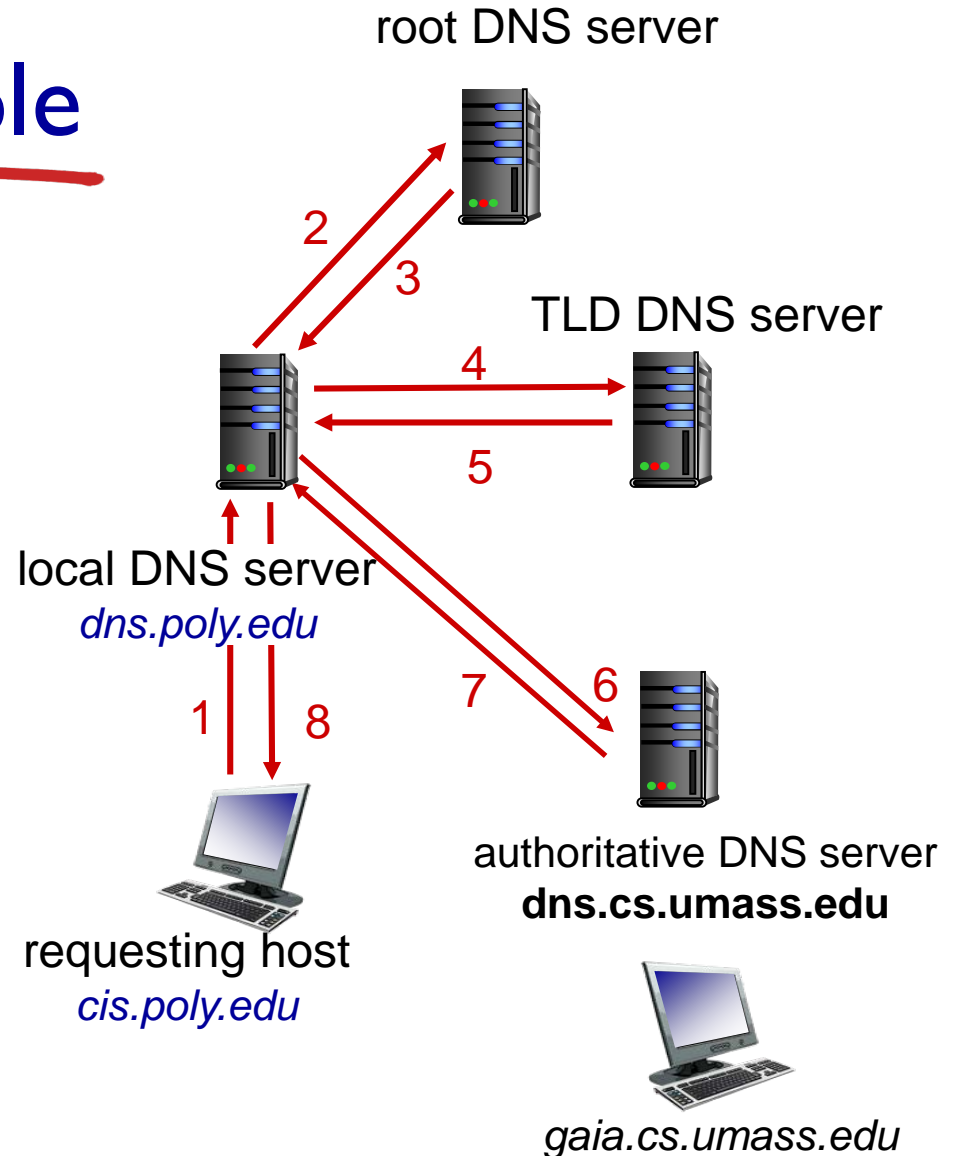 root DNS server
2
3
TLD DNS server
4
5
local DNS server
dns.poly.edu
1
8
7
6
requesting host
cis.poly.edu
authoritative DNS server
dns.cs.umass.edu
gaia.cs.umass.edu